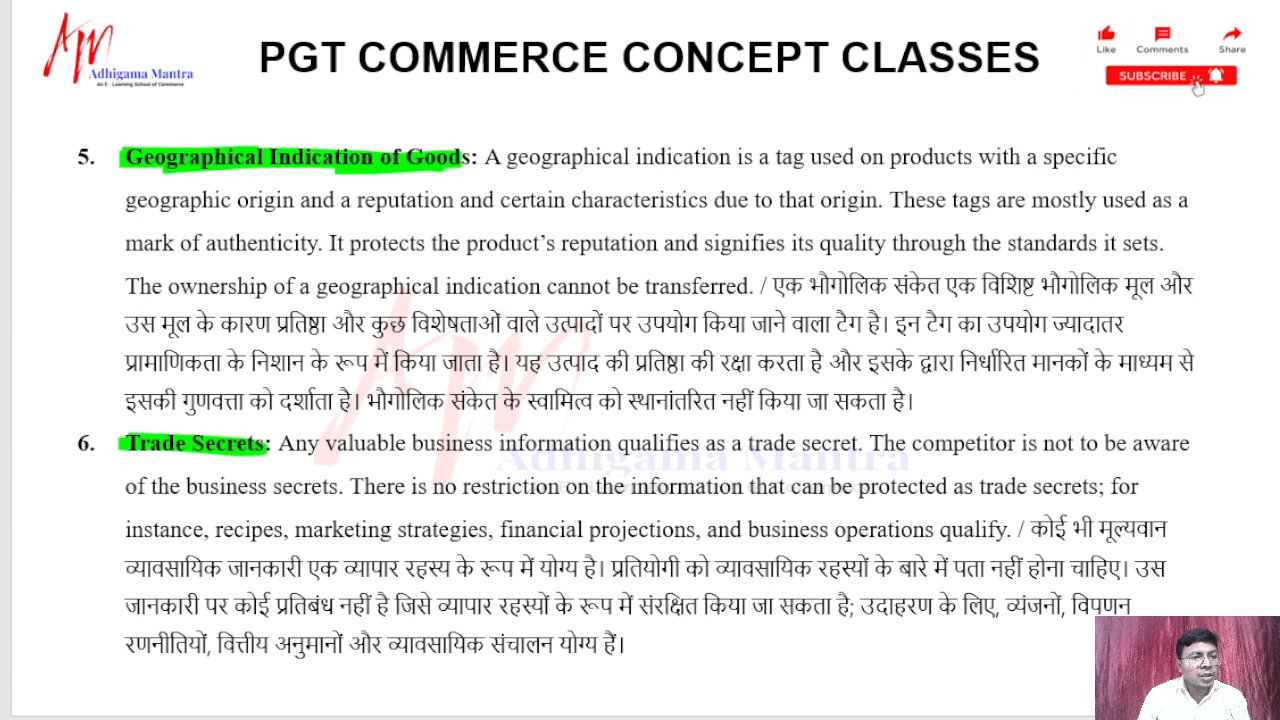 Adhigama Mantra
An E - Learning School of Commerce
PGT COMMERCE CONCEPT CLASSES
Like Comments Share
SUBSCRIBE
5. Geographical Indication of Goods: A geographical indication is a tag used on products with a specific
geographic origin and a reputation and certain characteristics due to that origin. These tags are mostly used as a
mark of authenticity. It protects the product’s reputation and signifies its quality through the standards it sets.
The ownership of a geographical indication cannot be transferred. / एक भौगोलिक संकेत एक विशिष्ट भौगोलिक मूल और
उस मूल के कारण प्रतिष्ठा और कुछ विशेषताओं वाले उत्पादों पर उपयोग किया जाने वाला टैग है। इन टैग का उपयोग ज्यादातर
प्रामाणिकता के निशान के रूप में किया जाता है। यह उत्पाद की प्रतिष्ठा की रक्षा करता है और इसके द्वारा निर्धारित मानकों के माध्यम से
इसकी गुणवत्ता को दर्शाता है। भौगोलिक संकेत के स्वामित्व को स्थानांतरित नहीं किया जा सकता है।
6. Trade Secrets: Any valuable business information qualifies as a trade secret. The competitor is not to be aware
Adhigama Mantra
of the business secrets. There is no restriction on the information that can be protected as trade secrets; for
instance, recipes, marketing strategies, financial projections, and business operations qualify. / कोई भी मूल्यवान
व्यावसायिक जानकारी एक व्यापार रहस्य के रूप में योग्य है। प्रतियोगी को व्यावसायिक रहस्यों के बारे में पता नहीं होना चाहिए। उस
जानकारी पर कोई प्रतिबंध नहीं है जिसे व्यापार रहस्यों के रूप में संरक्षित किया जा सकता है; उदाहरण के लिए, व्यंजनों, विपणन
रणनीतियों, वित्तीय अनुमानों और व्यावसायिक संचालन योग्य हैं।